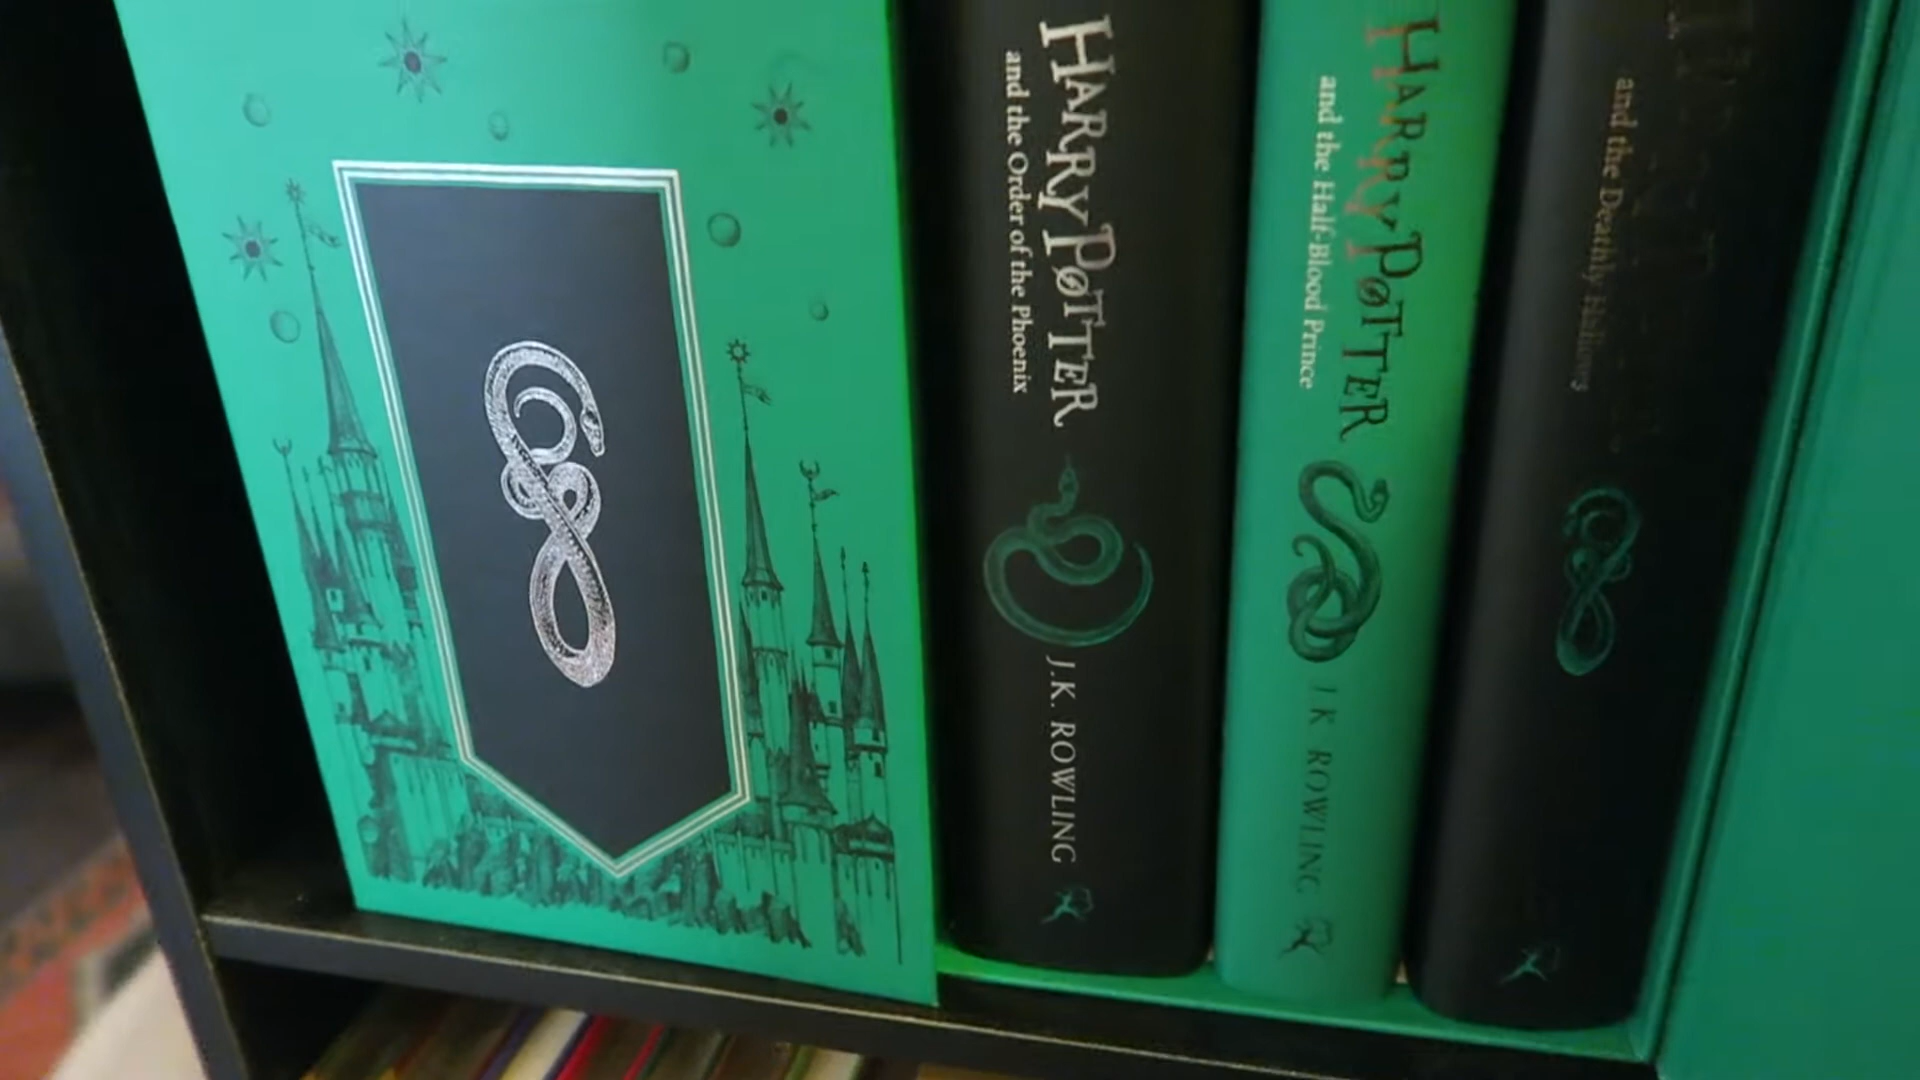 HARRY POTTER
and the Order of the Phoenix
J.K. ROWLING
HARRY POTTER
and the Half-Blood Prince
J.K. ROWLING
and the Deathly Hallows